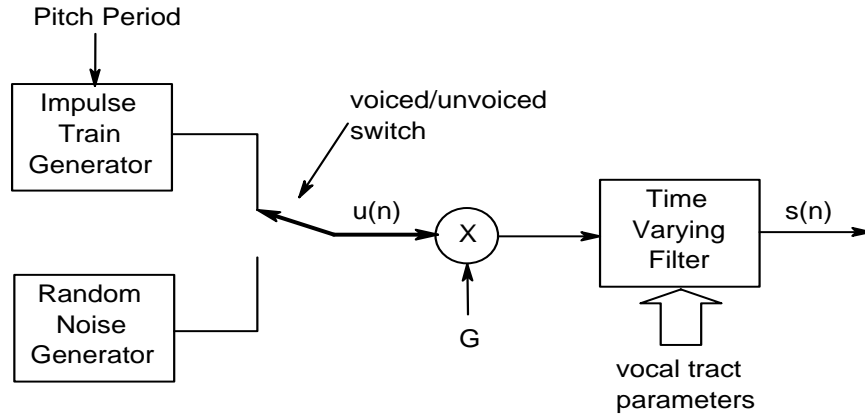 Pitch Period
Impulse
Train
Generator
voiced/unvoiced
switch
u(n)
X
G
Time
Varying
Filter
s(n)
Random
Noise
Generator
vocal tract
parameters